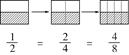 1/2 = 2/4 = 4/8